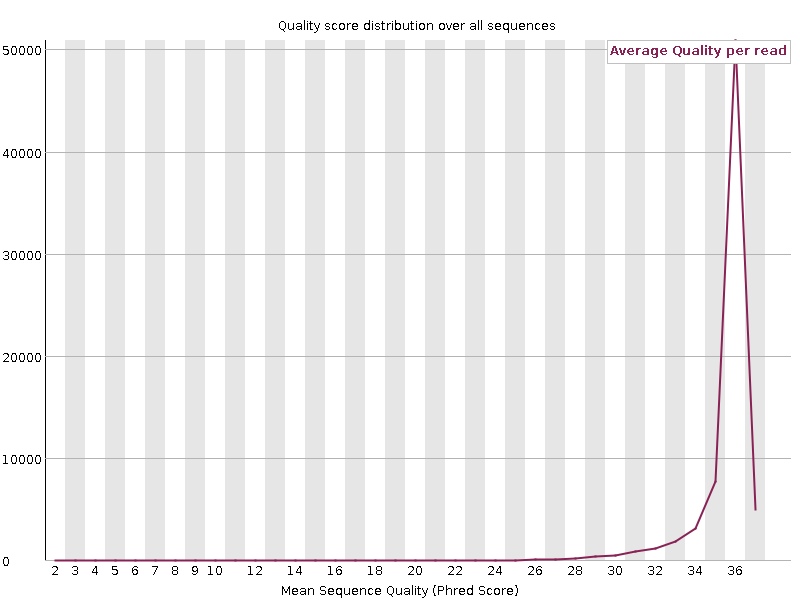 Quality score distribution over all sequences
Average Quality per read
50000
40000
30000
20000
10000
0
2 3 4 5 6 7 8 9 10 12 14 16 18 20 22 24 26 28 30 32 34 36
Mean Sequence Quality (Phred Score)